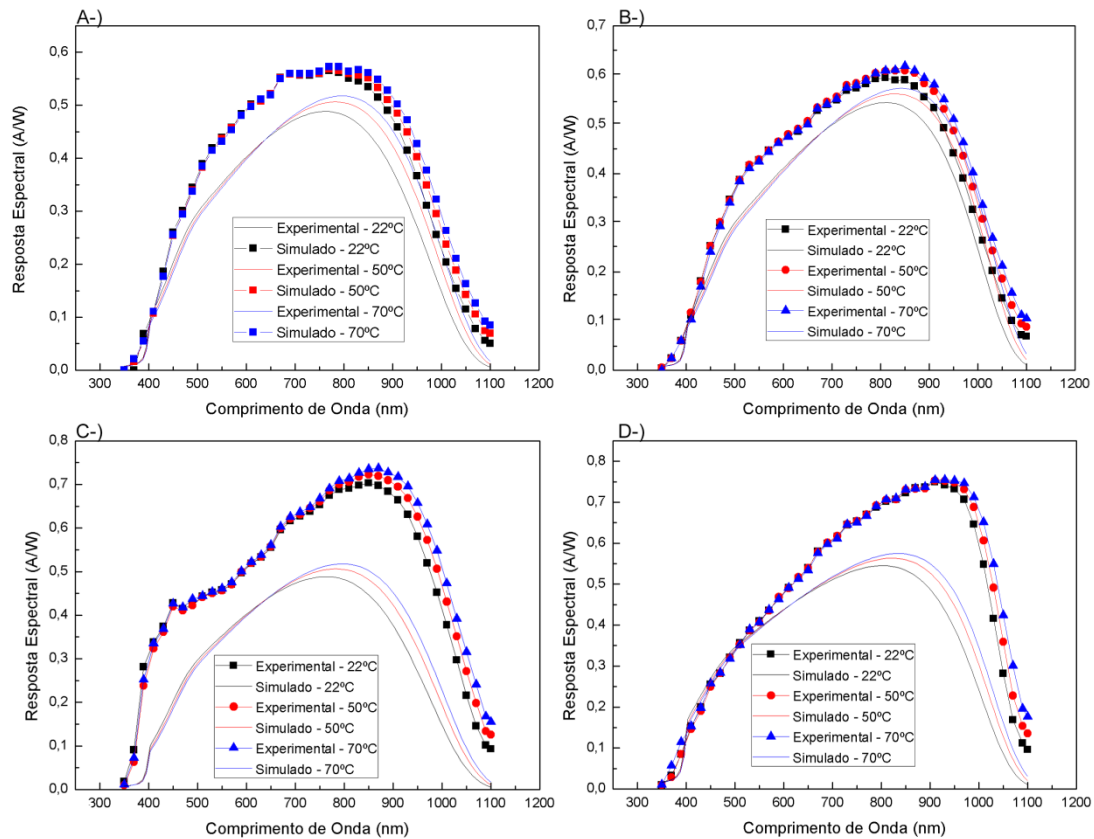 A-)
Resposta Espectral (A/W)
0,6
0,5
0,4
0,3
0,2
0,1
0,0
300 400 500 600 700 800 900 1000 1100 1200
Comprimento de Onda (nm)
Experimental - 22ºC
Simulado - 22ºC
Experimental - 50ºC
Simulado - 50ºC
Experimental - 70ºC
Simulado - 70ºC
B-)
Resposta Espectral (A/W)
0,7
0,6
0,5
0,4
0,3
0,2
0,1
0,0
300 400 500 600 700 800 900 1000 1100 1200
Comprimento de Onda (nm)
Experimental - 22ºC
Simulado - 22ºC
Experimental - 50ºC
Simulado - 50ºC
Experimental - 70ºC
Simulado - 70ºC
C-)
Resposta Espectral (A/W)
0,8
0,7
0,6
0,5
0,4
0,3
0,2
0,1
0,0
300 400 500 600 700 800 900 1000 1100 1200
Comprimento de Onda (nm)
Experimental - 22ºC
Simulado - 22ºC
Experimental - 50ºC
Simulado - 50ºC
Experimental - 70ºC
Simulado - 70ºC
D-)
Resposta Espectral (A/W)
0,8
0,7
0,6
0,5
0,4
0,3
0,2
0,1
0,0
300 400 500 600 700 800 900 1000 1100 1200
Comprimento de Onda (nm)
Experimental - 22ºC
Simulado - 22ºC
Experimental - 50ºC
Simulado - 50ºC
Experimental - 70ºC
Simulado - 70ºC